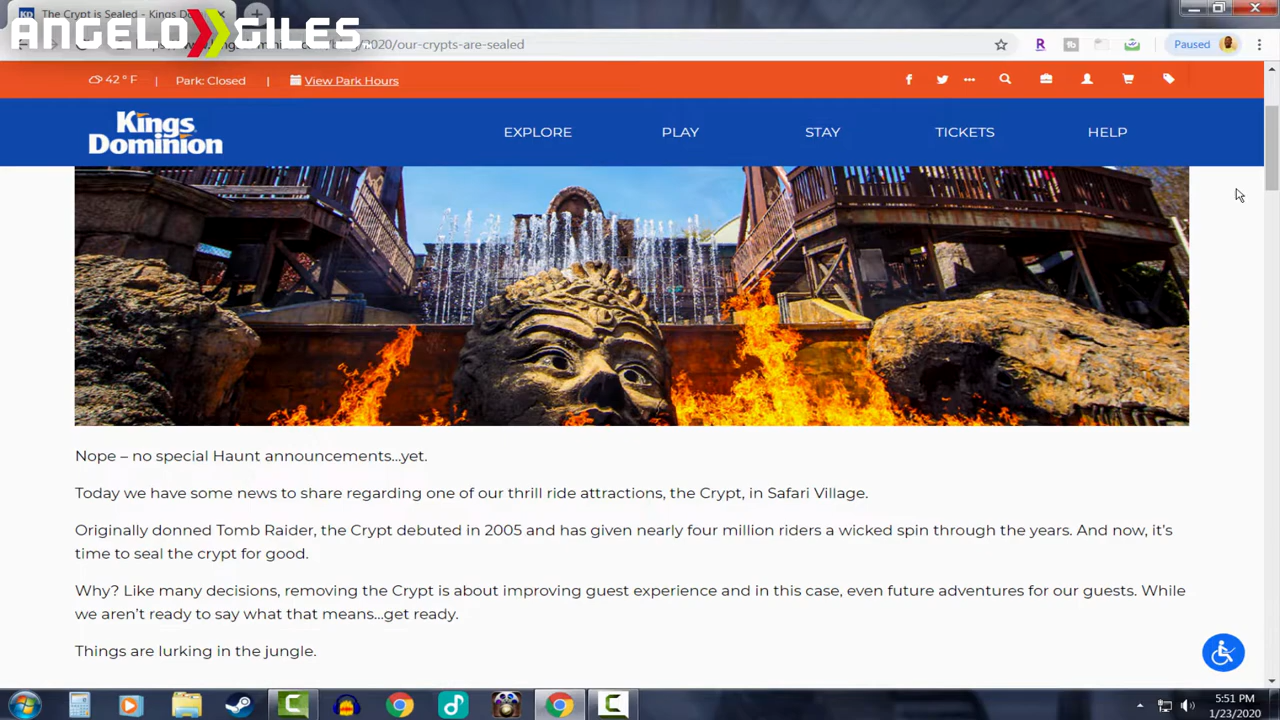 The Crypt is Sealed - Kings Do
ANGELO GILES
2020/our-crypts-are-sealed
Paused
42 ° F | Park: Closed | View Park Hours
Kings Dominion
EXPLORE PLAY STAY TICKETS HELP
Nope – no special Haunt announcements...yet.
Today we have some news to share regarding one of our thrill ride attractions, the Crypt, in Safari Village.
Originally donned Tomb Raider, the Crypt debuted in 2005 and has given nearly four million riders a wicked spin through the years. And now, it's
time to seal the crypt for good.
Why? Like many decisions, removing the Crypt is about improving guest experience and in this case, even future adventures for our guests. While
we aren't ready to say what that means...get ready.
Things are lurking in the jungle.
5:51 PM
1/23/2020